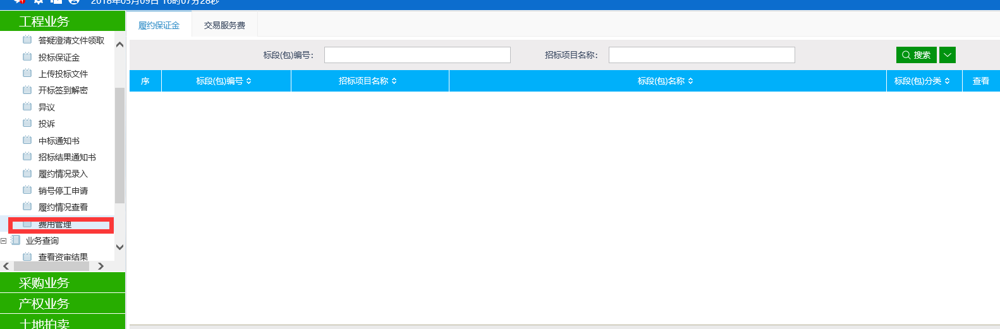 2018年05月09日 16时07分28秒
工程业务
答疑澄清文件领取
投标保证金
上传投标文件
开标签到解密
异议
投诉
中标通知书
招标结果通知书
履约情况录入
销号停工申请
履约情况查看
费用管理
业务查询
查看资审结果
采购业务
产权业务
土地拍卖
履约保证金 交易服务费
标段(包)编号： 招标项目名称： 搜索
序 标段(包)编号 招标项目名称 标段(包)名称 标段(包)分类 查看